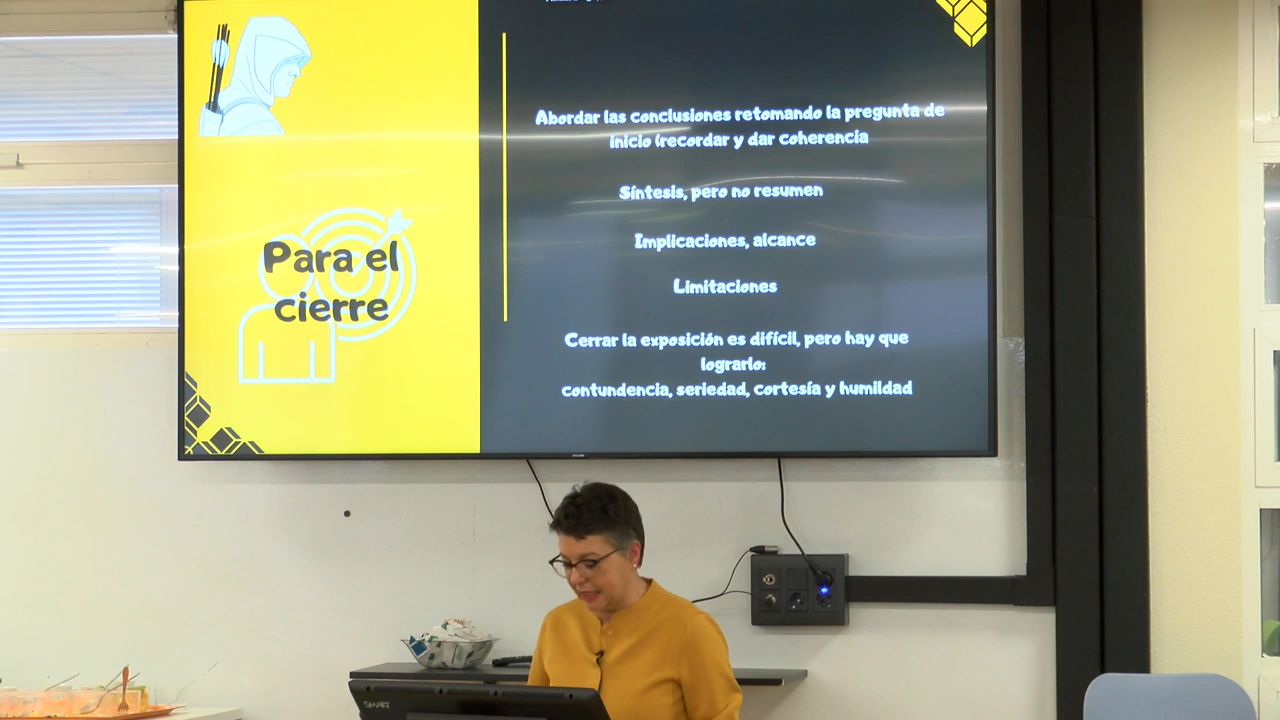 Para el
cierre
Abordar las conclusiones retomando la pregunta de
inicio (recordar y dar coherencia
Síntesis, pero no resumen
Implicaciones, alcance
Limitaciones
Cerrar la exposición es difícil, pero hay que
lograrlo:
contundencia, seriedad, cortesía y humildad
SMART